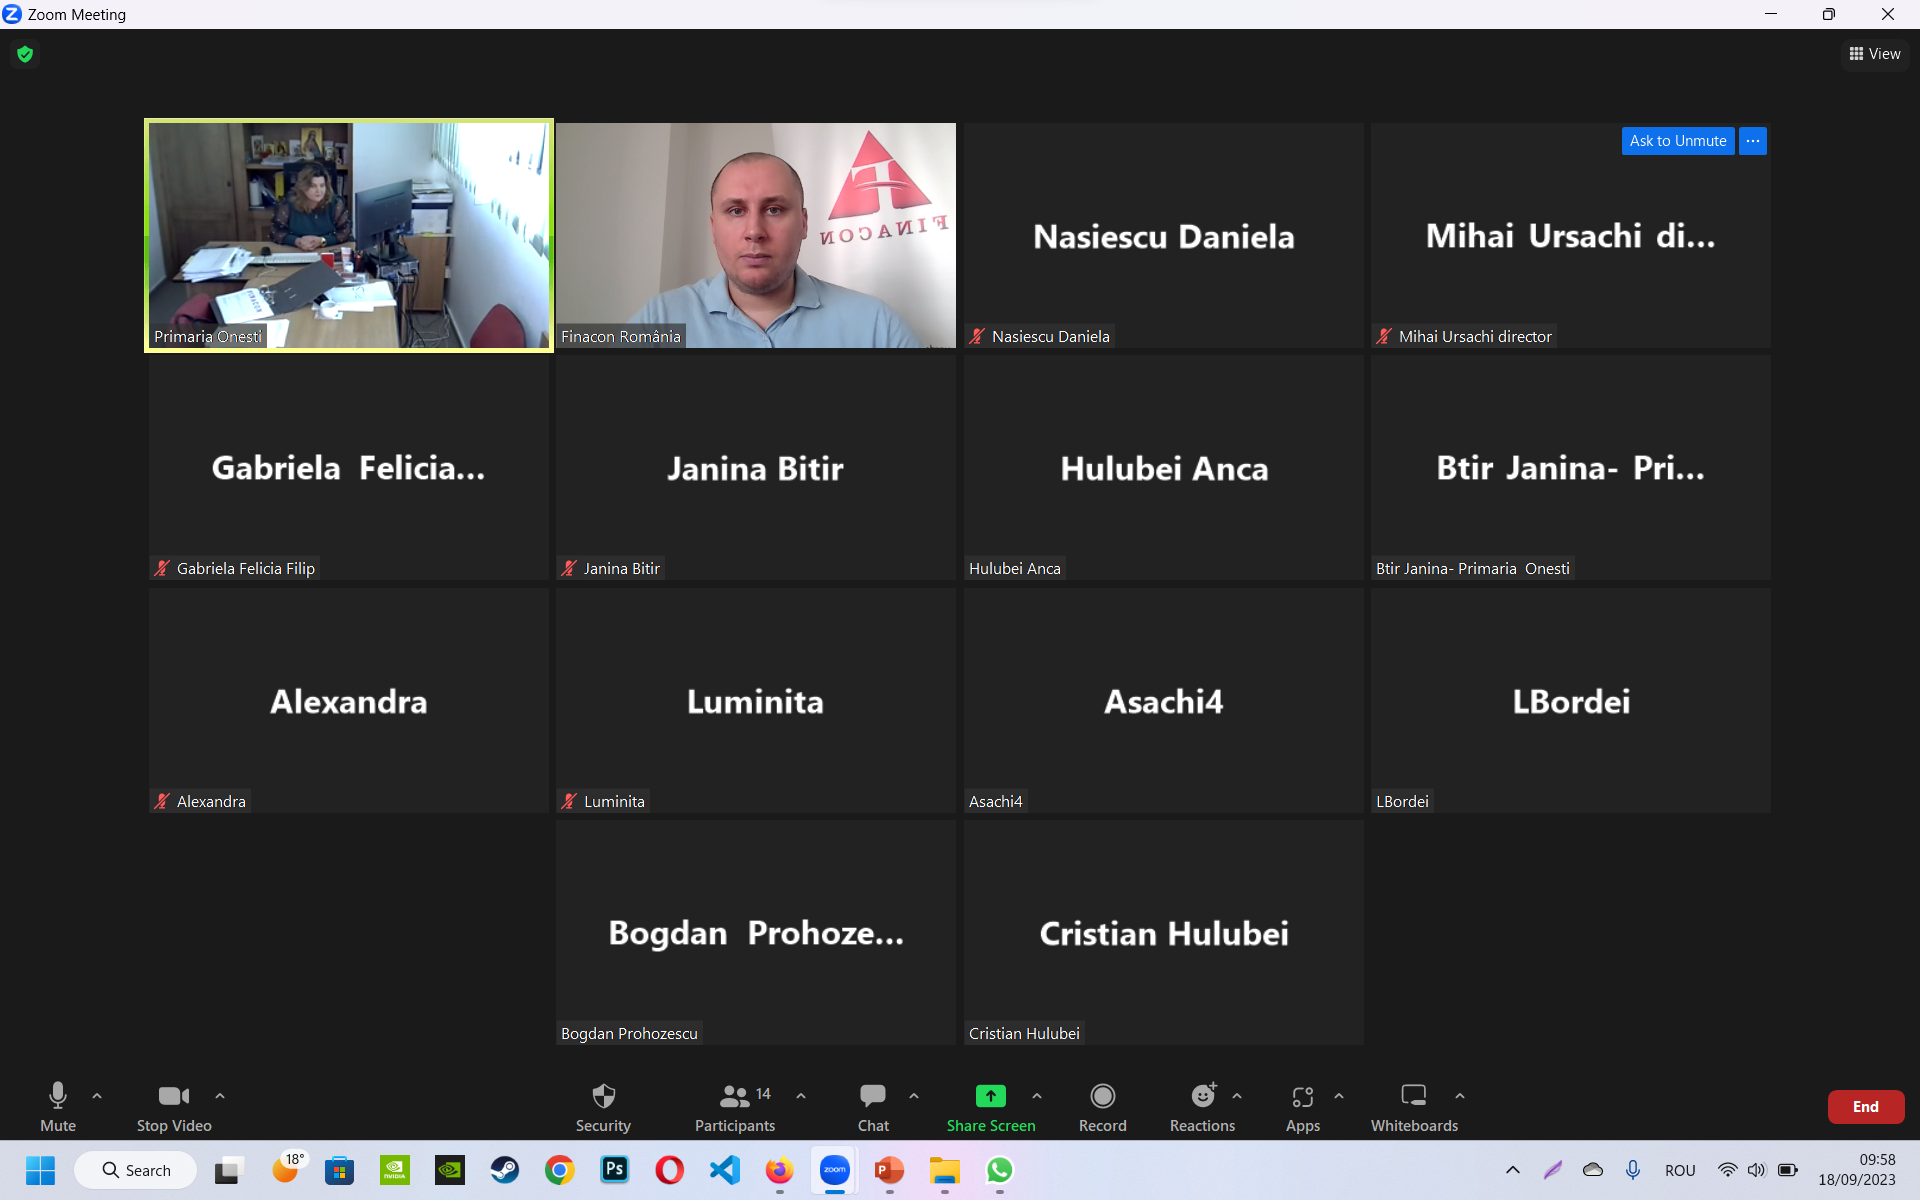 Zoom Meeting
View
Primaria Onesti
FINACON
Finacon România
Nasiescu Daniela
Nasiescu Daniela
Ask to Unmute
Mihai Ursachi di...
Mihai Ursachi director
Gabriela Felicia...
Gabriela Felicia Filip
Janina Bitir
Janina Bitir
Hulubei Anca
Hulubei Anca
Btir Janina- Pri...
Btir Janina- Primaria Onesti
Alexandra
Alexandra
Luminita
Luminita
Asachi4
Asachi4
LBordei
LBordei
Bogdan Prohoze...
Bogdan Prohozescu
Cristian Hulubei
Cristian Hulubei
Mute
Stop Video
Security
14
Participants
Chat
Share Screen
Record
Reactions
Apps
Whiteboards
End
Search
18°
NVIDIA
Ps
zoom
P
ROU
09:58
18/09/2023